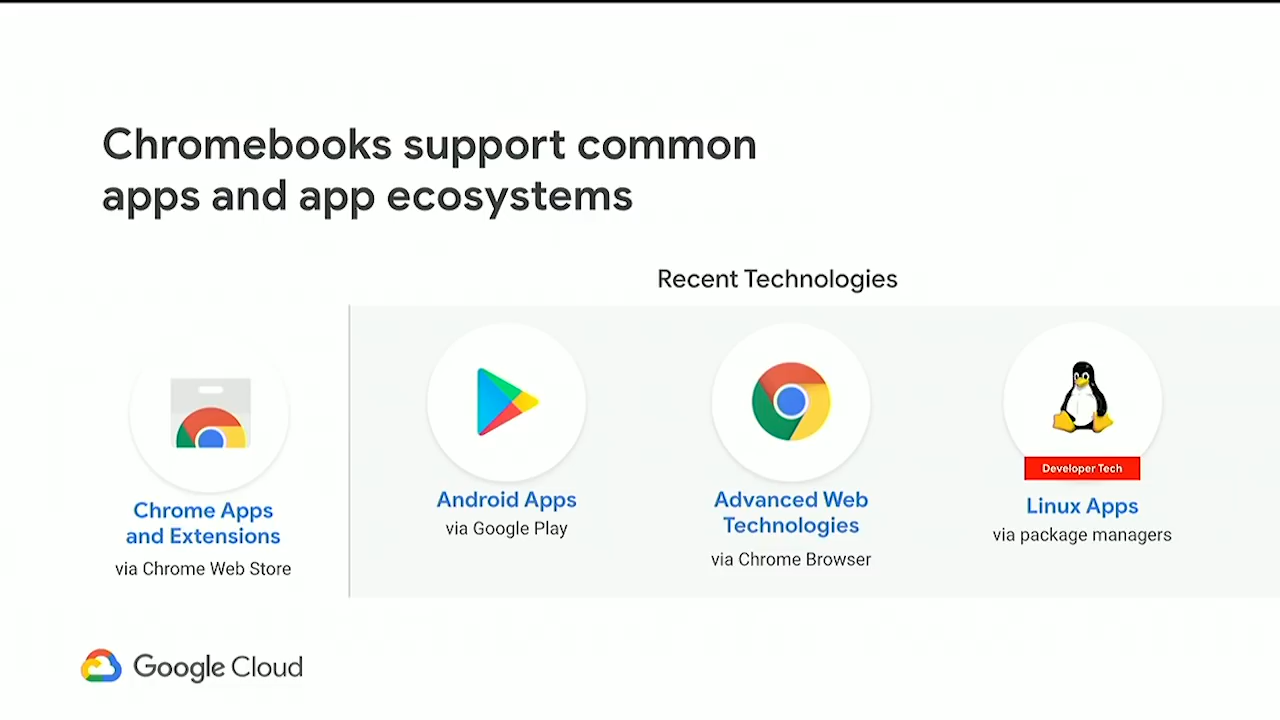 Chromebooks support common
apps and app ecosystems
Recent Technologies
Chrome Apps
and Extensions
via Chrome Web Store
Android Apps
via Google Play
Advanced Web
Technologies
via Chrome Browser
Developer Tech
Linux Apps
via package managers
Google Cloud